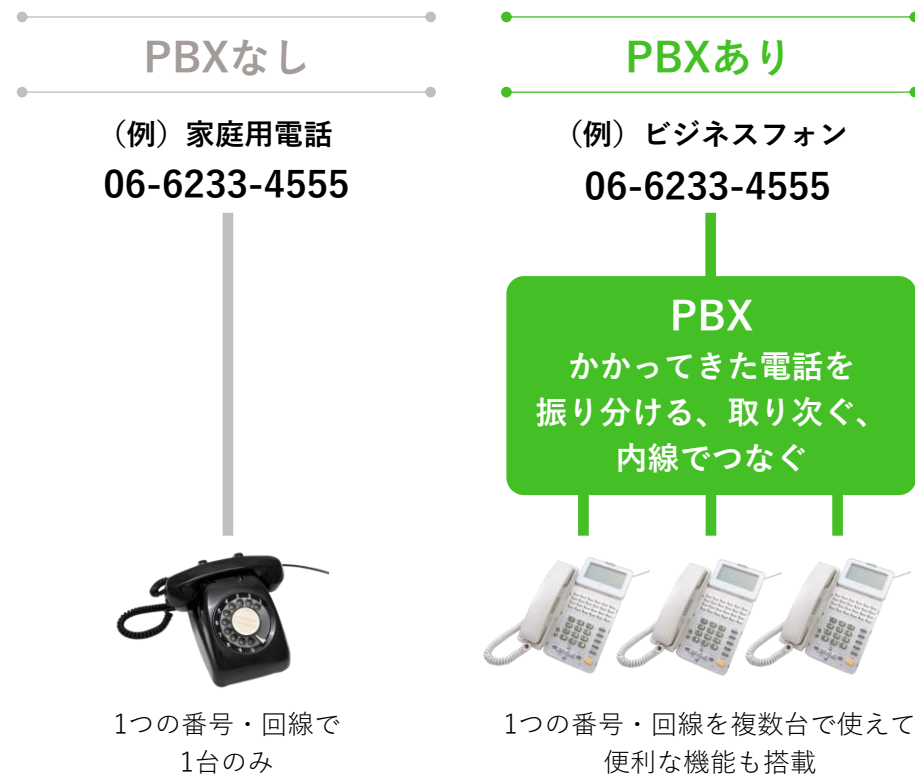 PBXなし
（例）家庭用電話
06-6233-4555
1つの番号・回線で
1台のみ
PBXあり
（例）ビジネスフォン
06-6233-4555
PBX
かかってきた電話を
振り分ける、取り次ぐ、
内線でつなぐ
1つの番号・回線を複数台で使えて
便利な機能も搭載